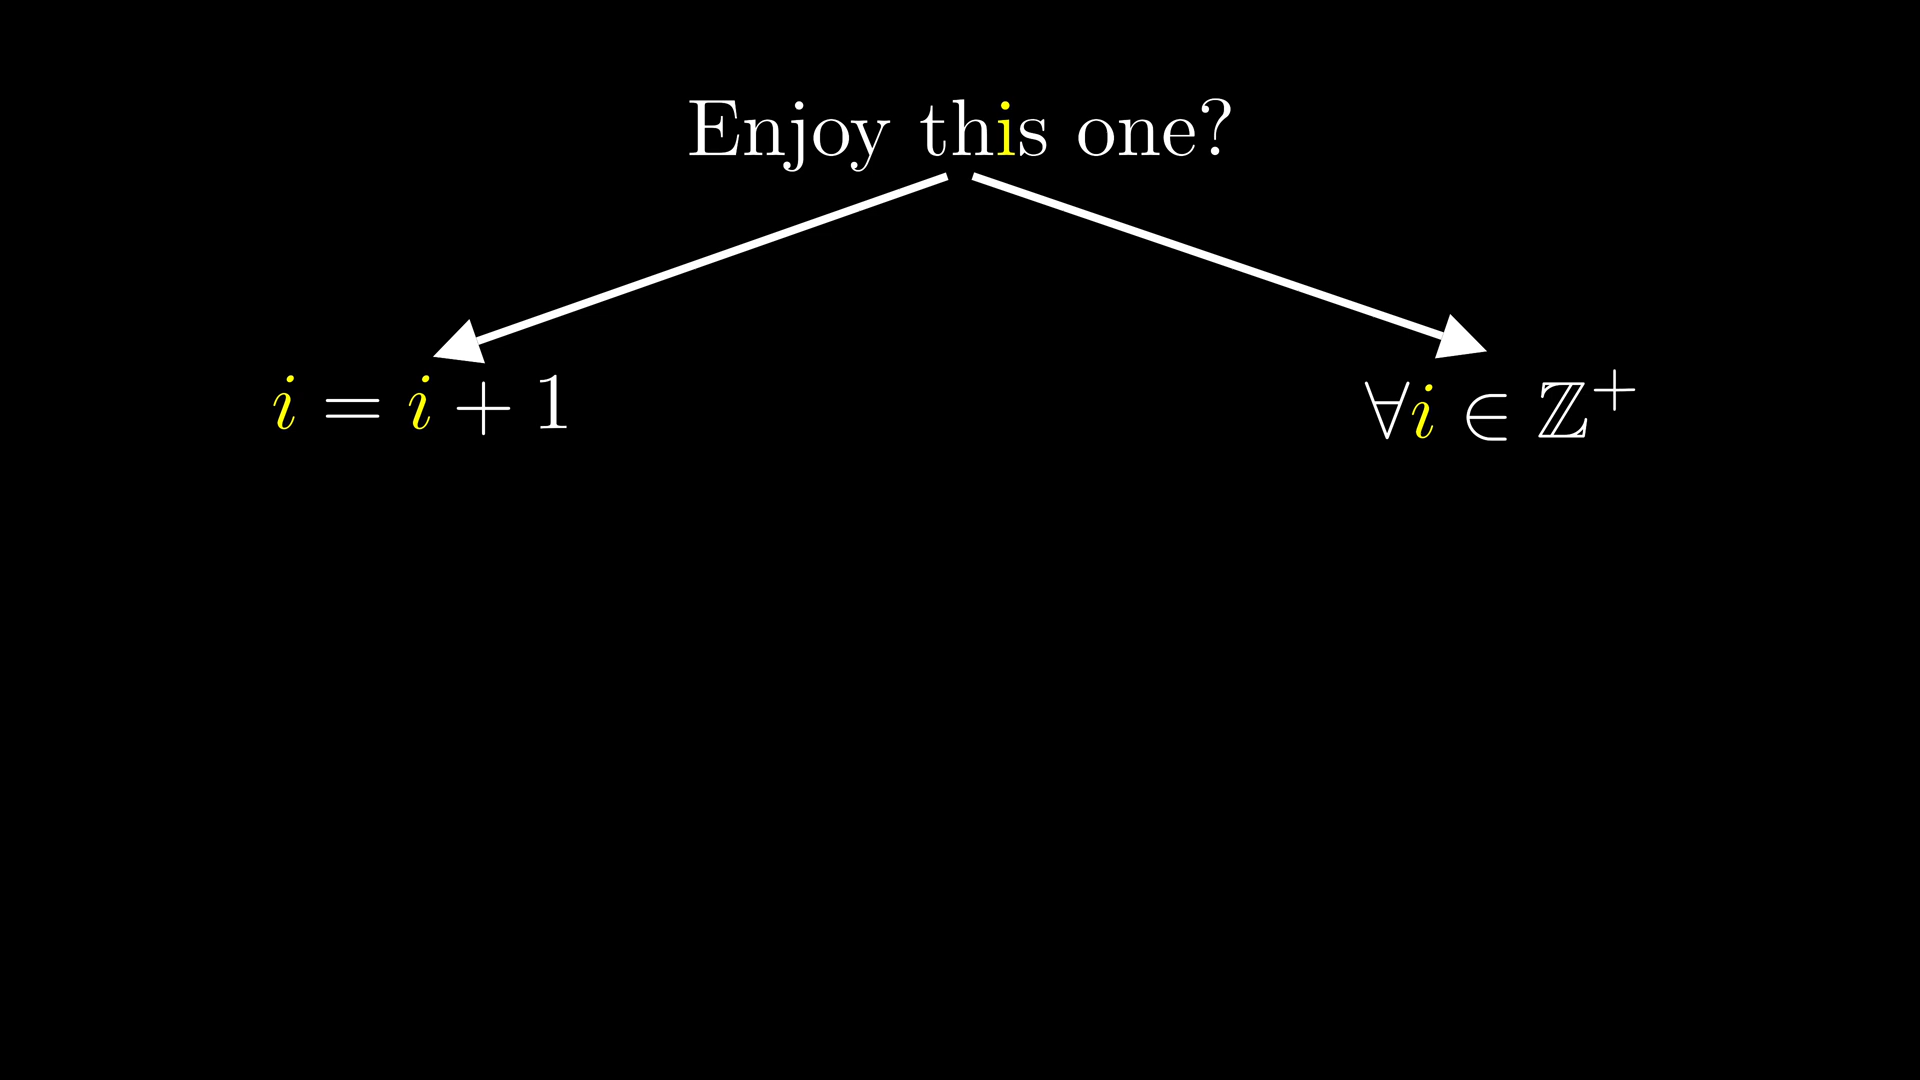 Enjoy this one?
i = i + 1
∀i ∈ ℤ⁺